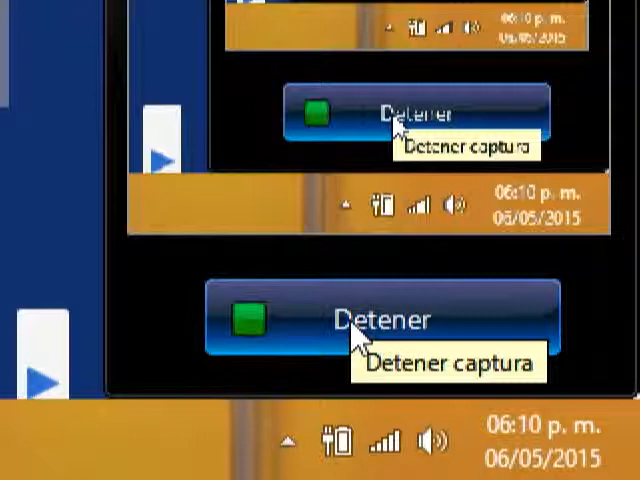 06:10 p. m.
06/05/2015
Detener
Detener captura
06:10 p. m.
06/05/2015
Detener
Detener captura
06:10 p. m.
06/05/2015